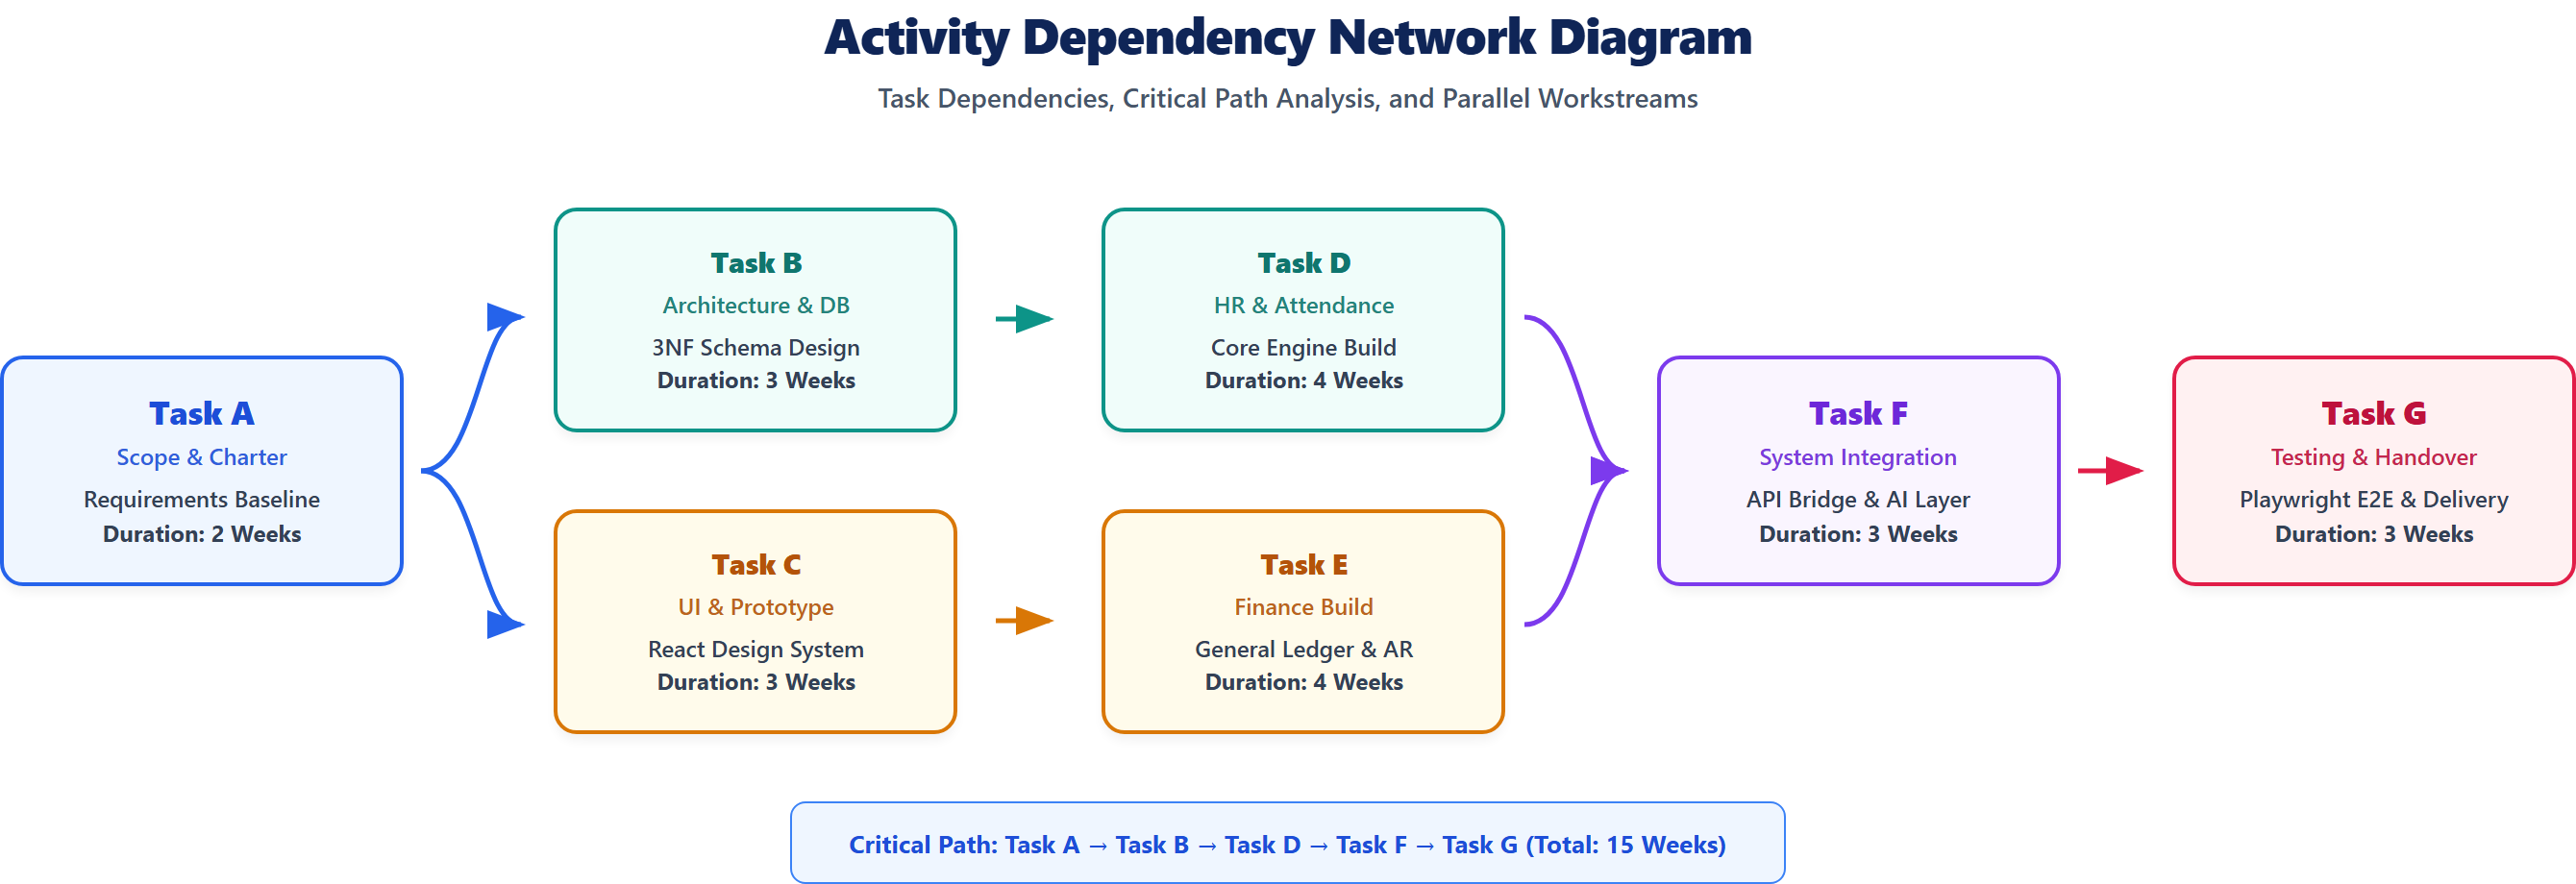 Activity Dependency Network Diagram
Task Dependencies, Critical Path Analysis, and Parallel Workstreams
Task A
Scope & Charter
Requirements Baseline
Duration: 2 Weeks
Task B
Architecture & DB
3NF Schema Design
Duration: 3 Weeks
Task D
HR & Attendance
Core Engine Build
Duration: 4 Weeks
Task C
UI & Prototype
React Design System
Duration: 3 Weeks
Task E
Finance Build
General Ledger & AR
Duration: 4 Weeks
Task F
System Integration
API Bridge & AI Layer
Duration: 3 Weeks
Task G
Testing & Handover
Playwright E2E & Delivery
Duration: 3 Weeks
Critical Path: Task A → Task B → Task D → Task F → Task G (Total: 15 Weeks)